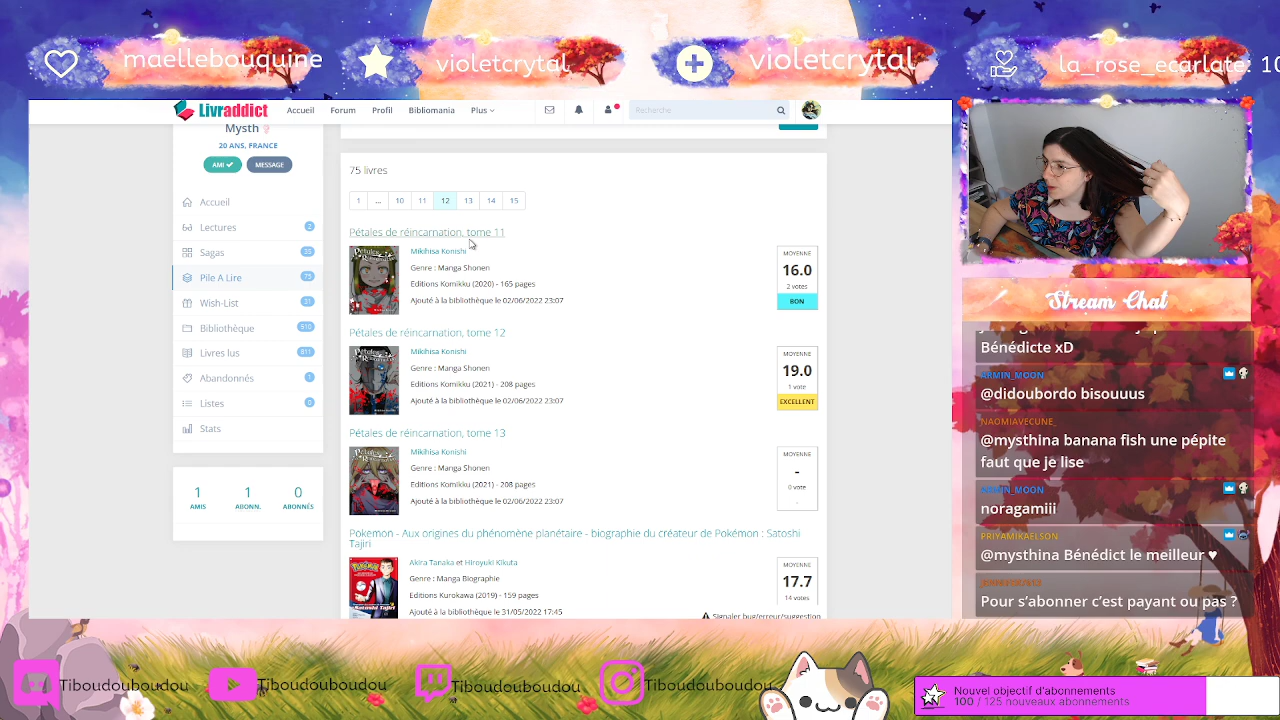 maellebouquine
violetcrytal
violetcrytal
la_rose_ecarlate: 10
Livraddict
Accueil
Forum
Profil
Bibliomania
Plus
Recherche
Mysth
20 ANS, FRANCE
AMI
MESSAGE
Accueil
Lectures 2
Sagas 35
Pile A Lire 75
Wish-List 31
Bibliothèque 510
Livres lus 811
Abandonnés 1
Listes 0
Stats
1
AMIS
1
ABONN.
0
ABONNÉS
75 livres
1 ... 10 11 12 13 14 15
Pétales de réincarnation, tome 11
Mikihisa Konishi
Genre : Manga Shonen
Editions Komikku (2020) - 165 pages
Ajouté à la bibliothèque le 02/06/2022 23:07
MOYENNE
16.0
2 votes
BON
Pétales de réincarnation, tome 12
Mikihisa Konishi
Genre : Manga Shonen
Editions Komikku (2021) - 208 pages
Ajouté à la bibliothèque le 02/06/2022 23:07
MOYENNE
19.0
1 vote
EXCELLENT
Pétales de réincarnation, tome 13
Mikihisa Konishi
Genre : Manga Shonen
Editions Komikku (2021) - 208 pages
Ajouté à la bibliothèque le 02/06/2022 23:07
MOYENNE
-
0 vote
-
Pokemon - Aux origines du phénomène planétaire - biographie du créateur de Pokémon : Satoshi
Tajiri
Akira Tanaka et Hiroyuki Kikuta
Genre : Manga Biographie
Editions Kurokawa (2019) - 159 pages
Ajouté à la bibliothèque le 31/05/2022 17:45
MOYENNE
17.7
14 votes
Signaler bug/erreur/suggestion
Stream Chat
Bénédicte xD
ARMIN_MOON
@didoubordo bisouuus
NAOMIAVECUNE_
@mysthina banana fish une pépite
faut que je lise
ARMIN_MOON
noragamiii
PRIYAMIKAELSON
@mysthina Bénédict le meilleur ♥
Pour s'abonner c'est payant ou pas ?
Tiboudouboudou
Tiboudouboudou
Tiboudouboudou
Tiboudouboudou
Nouvel objectif d'abonnements
100 / 125 nouveaux abonnements